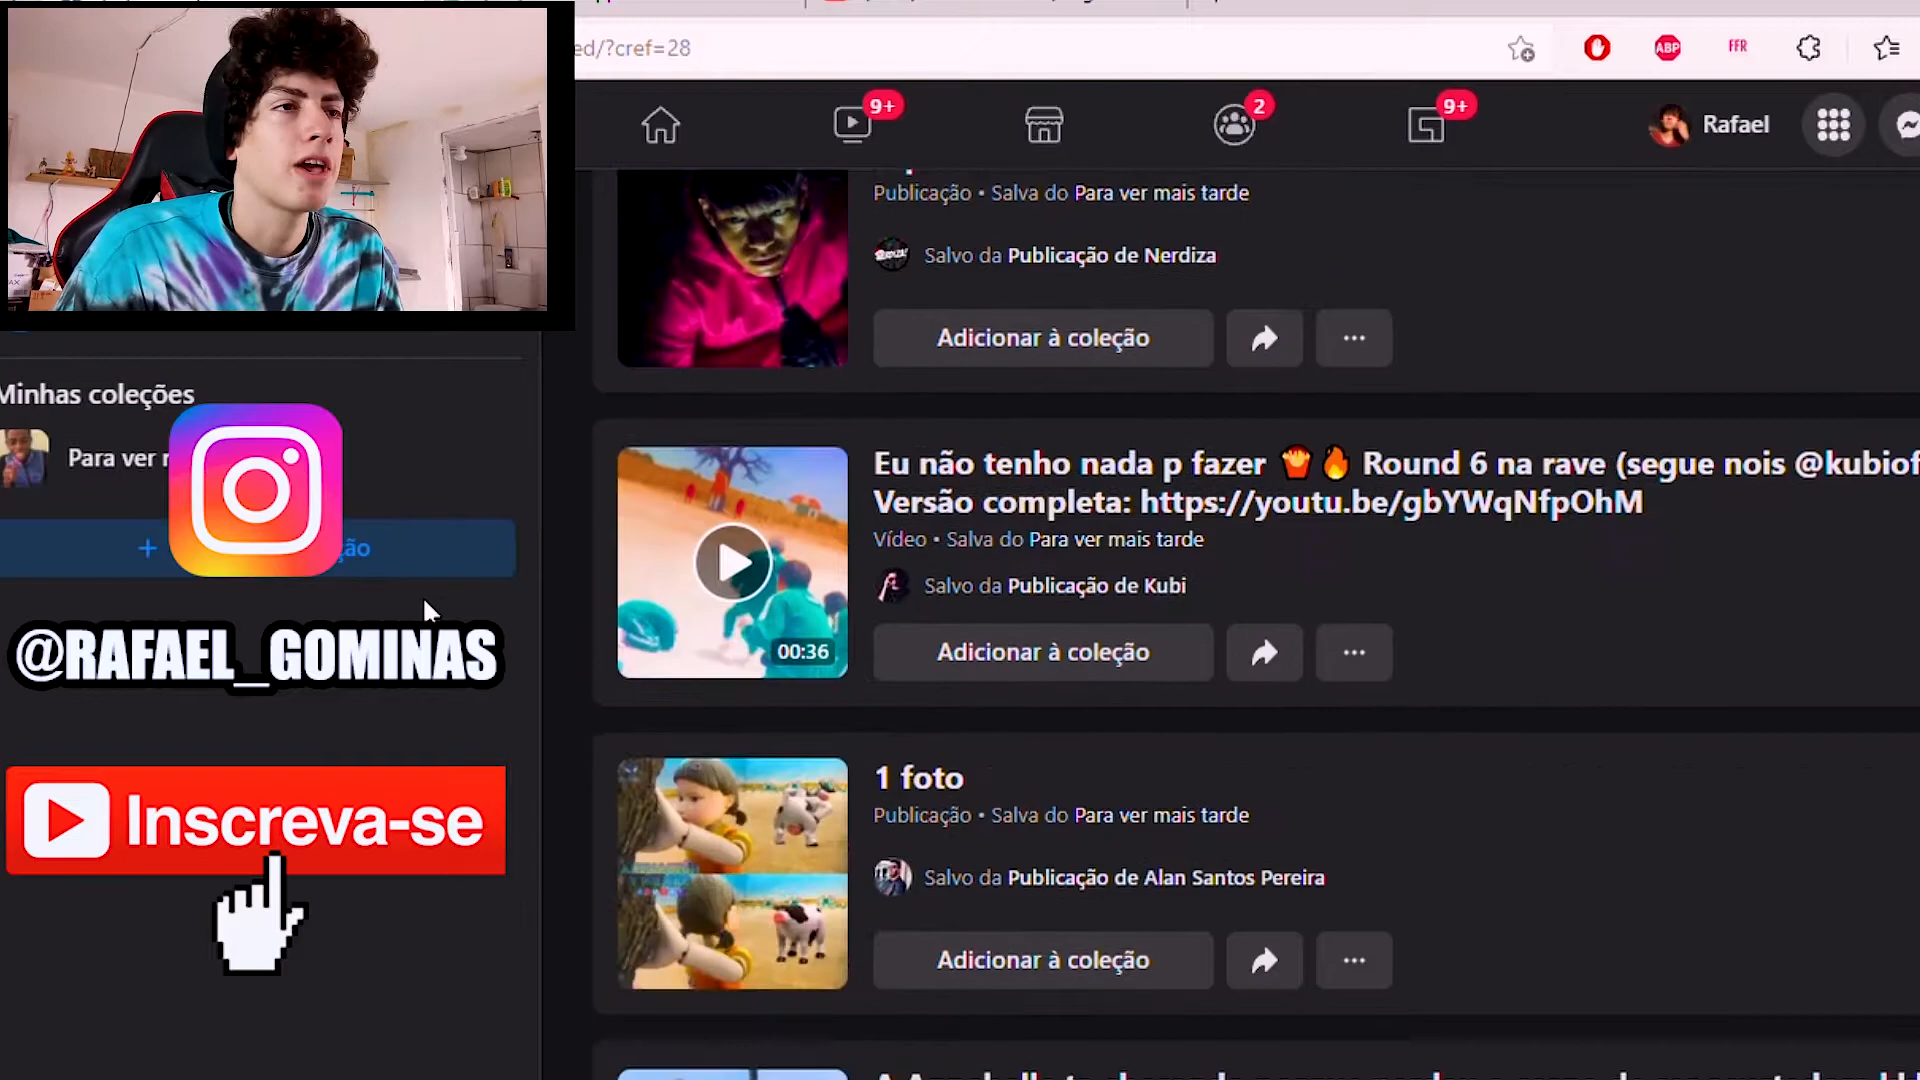 ed/?cref=28
ABP
FFR
9+
2
9+
Rafael
Publicação • Salva do Para ver mais tarde
Salvo da Publicação de Nerdiza
Adicionar à coleção
Minhas coleções
Para ver
+ ão
@RAFAEL_GOMINAS
Inscreva-se
Eu não tenho nada p fazer 🍟🔥 Round 6 na rave (segue nois @kubiof
Versão completa: https://youtu.be/gbYWqNfpOhM
Vídeo • Salva do Para ver mais tarde
Salvo da Publicação de Kubi
00:36
Adicionar à coleção
1 foto
Publicação • Salva do Para ver mais tarde
Salvo da Publicação de Alan Santos Pereira
Adicionar à coleção